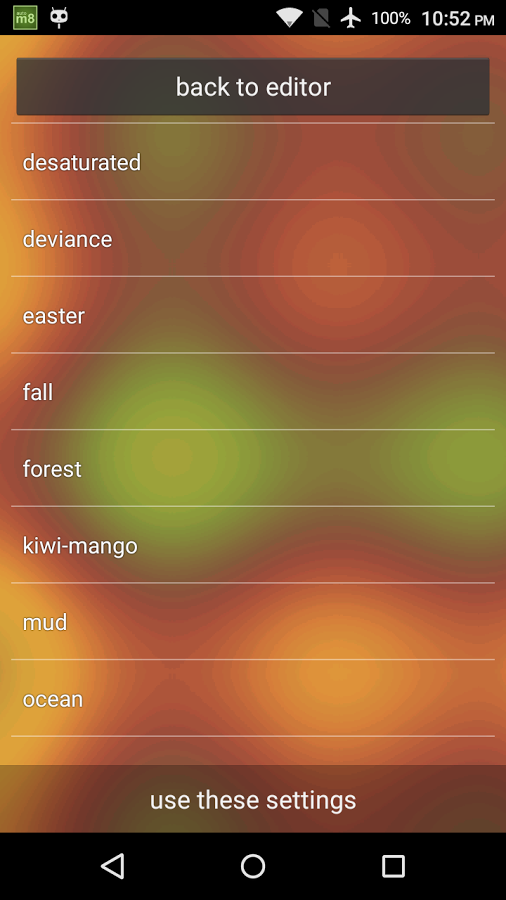 m8
100% 10:52 PM
back to editor
desaturated
deviance
easter
fall
forest
kiwi-mango
mud
ocean
use these settings